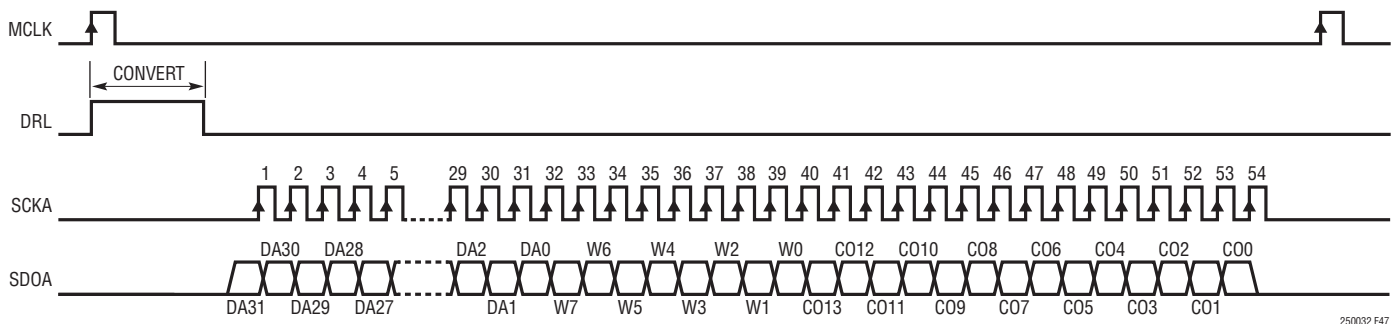 MCLK
CONVERT
DRL
1 2 3 4 5 29 30 31 32 33 34 35 36 37 38 39 40 41 42 43 44 45 46 47 48 49 50 51 52 53 54
SCKA
DA30 DA28 DA2 DA0 W6 W4 W2 W0 CO12 CO10 CO8 CO6 CO4 CO2 CO0
SDOA
DA31 DA29 DA27 DA1 W7 W5 W3 W1 CO13 CO11 CO9 CO7 CO5 CO3 CO1
250032 F47